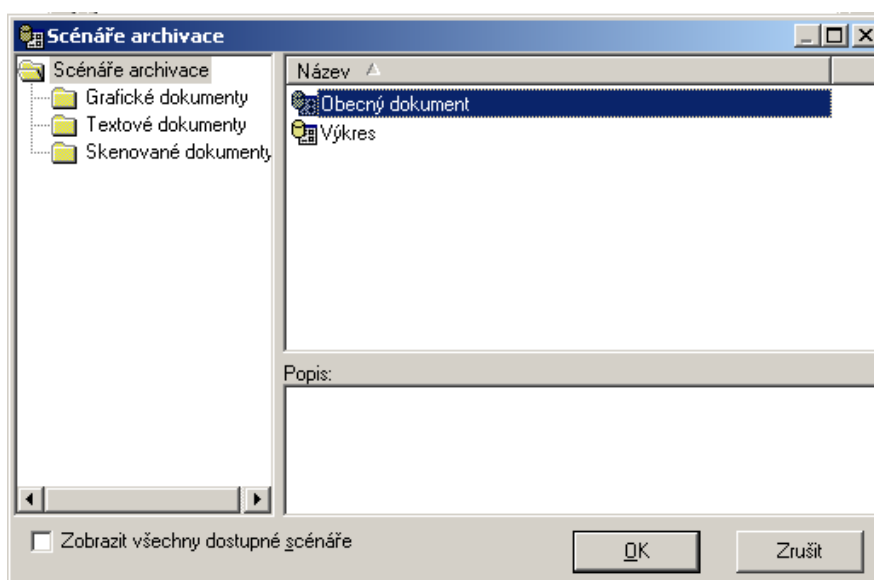 Scénáře archivace
Scénáře archivace
Grafické dokumenty
Textové dokumenty
Skenované dokumenty
Název
Obecný dokument
Výkres
Popis:
Zobrazit všechny dostupné scénáře
OK
Zrušit